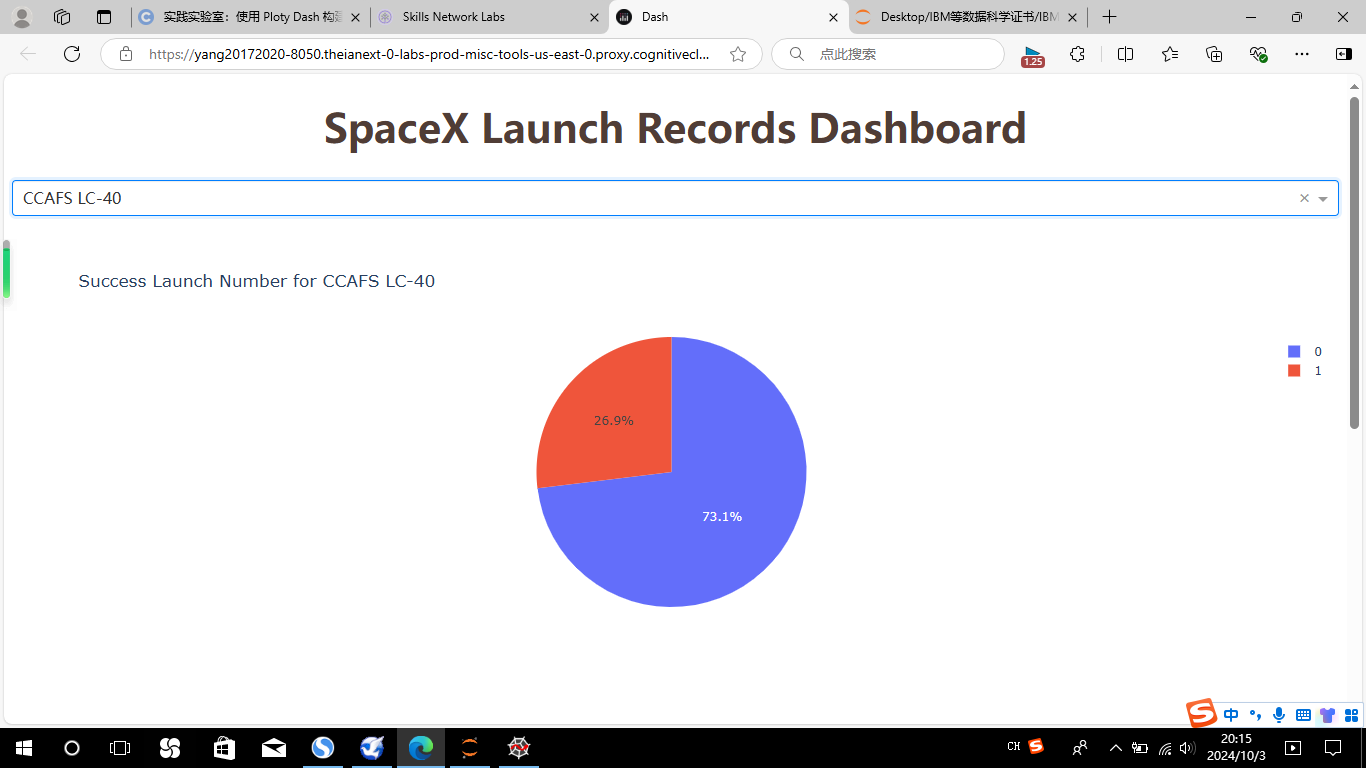 实践实验室：使用 Ploty Dash 构建
Skills Network Labs
Dash
Desktop/IBM等数据科学证书/IBM
https://yang20172020-8050.theianext-0-labs-prod-misc-tools-us-east-0.proxy.cognitivecl...
点此搜索
1.25
SpaceX Launch Records Dashboard
CCAFS LC-40
Success Launch Number for CCAFS LC-40
0
1
26.9%
73.1%
中
CH
20:15
2024/10/3